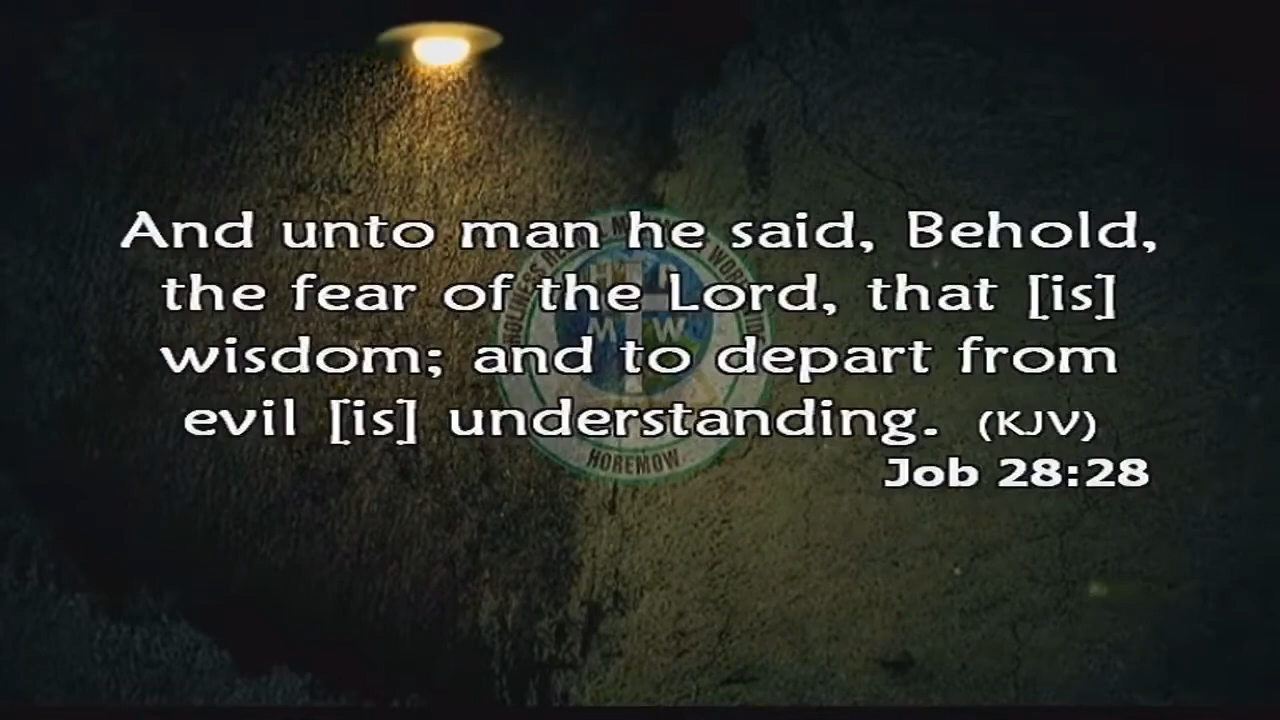 And unto man he said, Behold,
the fear of the Lord, that [is]
wisdom; and to depart from
evil [is] understanding. (KJV)
Job 28:28
HOREMOW